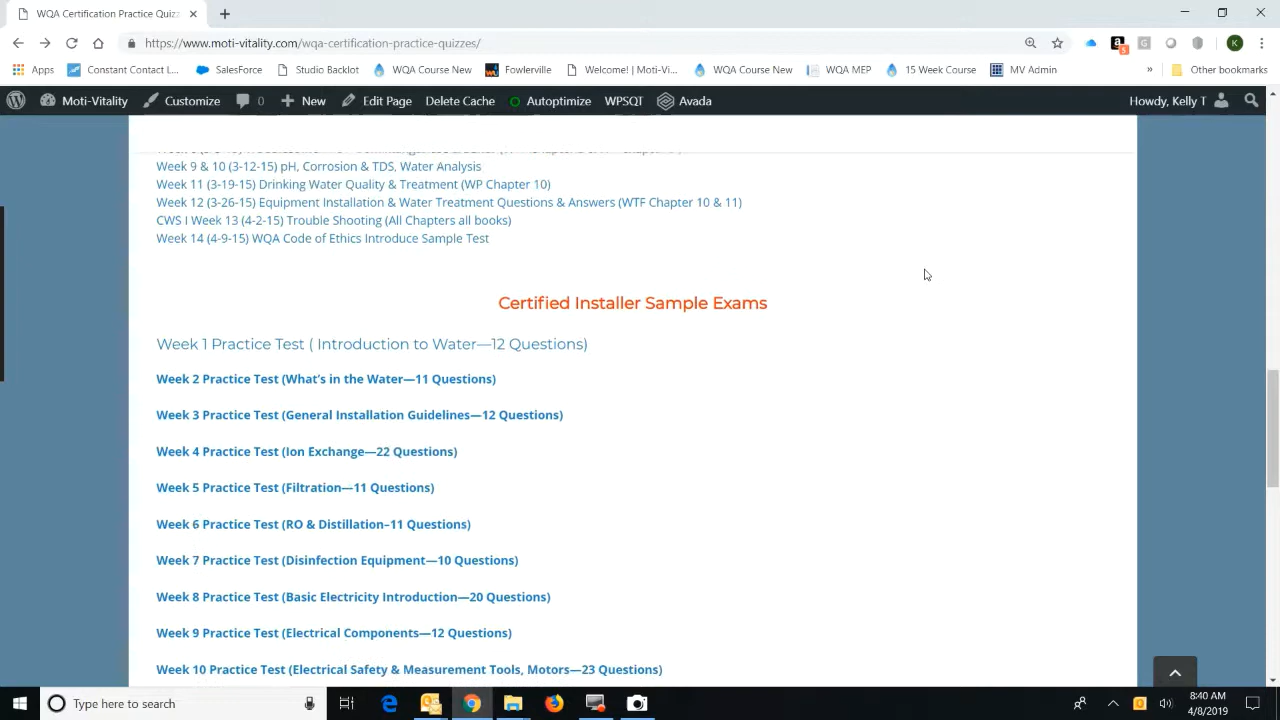 WQA Certification Practice Quiz
https://www.moti-vitality.com/wqa-certification-practice-quizzes/
K
Apps Constant Contact L... SalesForce Studio Backlot WQA Course New Fowlerville Welcome! | Moti-Vi... WQA Course New WQA MEP 15 Week Course MV Admin » Other bookmarks
Moti-Vitality Customize 0 New Edit Page Delete Cache Autoptimize WPSQT Avada Howdy, Kelly T
Week 9 & 10 (3-12-15) pH, Corrosion & TDS, Water Analysis
Week 11 (3-19-15) Drinking Water Quality & Treatment (WP Chapter 10)
Week 12 (3-26-15) Equipment Installation & Water Treatment Questions & Answers (WTF Chapter 10 & 11)
CWS I Week 13 (4-2-15) Trouble Shooting (All Chapters all books)
Week 14 (4-9-15) WQA Code of Ethics Introduce Sample Test
Certified Installer Sample Exams
Week 1 Practice Test ( Introduction to Water—12 Questions)
Week 2 Practice Test (What’s in the Water—11 Questions)
Week 3 Practice Test (General Installation Guidelines—12 Questions)
Week 4 Practice Test (Ion Exchange—22 Questions)
Week 5 Practice Test (Filtration—11 Questions)
Week 6 Practice Test (RO & Distillation–11 Questions)
Week 7 Practice Test (Disinfection Equipment—10 Questions)
Week 8 Practice Test (Basic Electricity Introduction—20 Questions)
Week 9 Practice Test (Electrical Components—12 Questions)
Week 10 Practice Test (Electrical Safety & Measurement Tools, Motors—23 Questions)
Type here to search
8:40 AM
4/8/2019